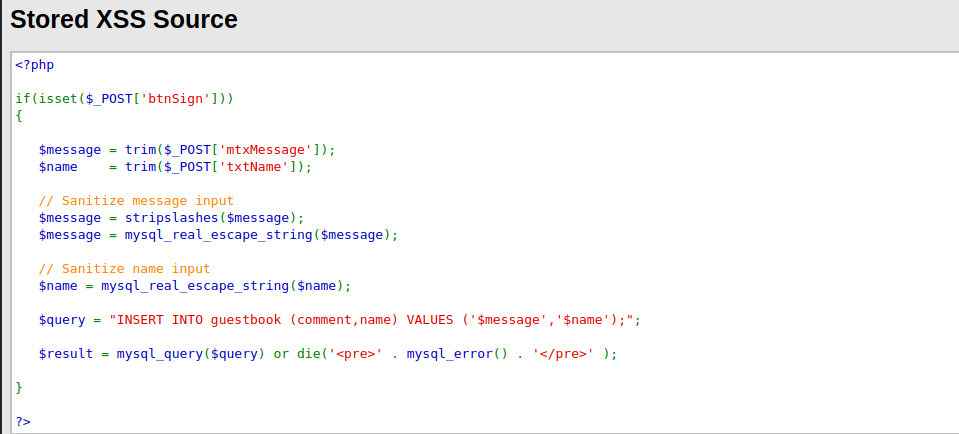 Stored XSS Source
<?php
if(isset($_POST['btnSign']))
{
$message = trim($_POST['mtxMessage']);
$name    = trim($_POST['txtName']);
// Sanitize message input
$message = stripslashes($message);
$message = mysql_real_escape_string($message);
// Sanitize name input
$name = mysql_real_escape_string($name);
$query = "INSERT INTO guestbook (comment,name) VALUES ('$message','$name');";
$result = mysql_query($query) or die('<pre>' . mysql_error() . '</pre>' );
}
?>